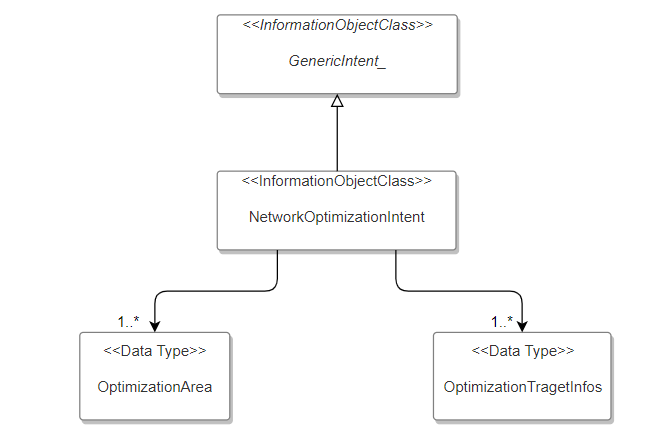 <<InformationObjectClass>>
GenericIntent_
<<InformationObjectClass>>
NetworkOptimizationIntent
1..*
1..*
<<Data Type>>
OptimizationArea
<<Data Type>>
OptimizationTragetInfos